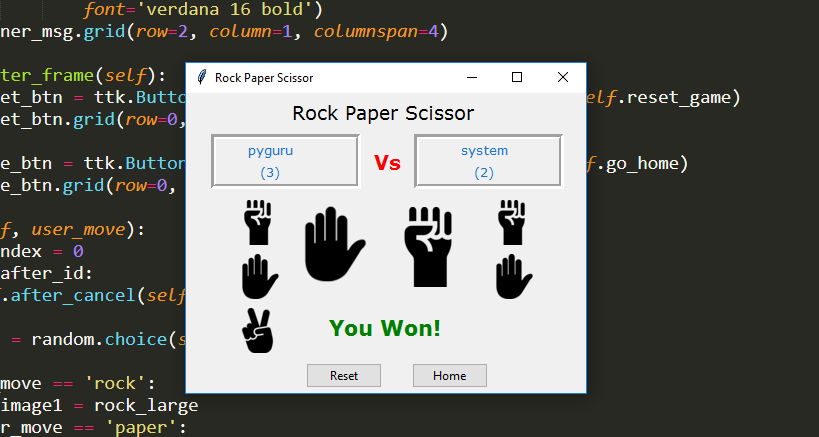 font='verdana 16 bold')
ner_msg.grid(row=2, column=1, columnspan=4)
ter_frame(self):
et_btn = ttk.Button
elf.reset_game)
et_btn.grid(row=0,
e_btn = ttk.Button
f.go_home)
e_btn.grid(row=0,
f, user_move):
ndex = 0
after_id:
f.after_cancel(self
= random.choice(s
move == 'rock':
image1 = rock_large
r_move == 'paper':
Rock Paper Scissor
Rock Paper Scissor
pyguru
(3)
Vs
system
(2)
You Won!
Reset
Home